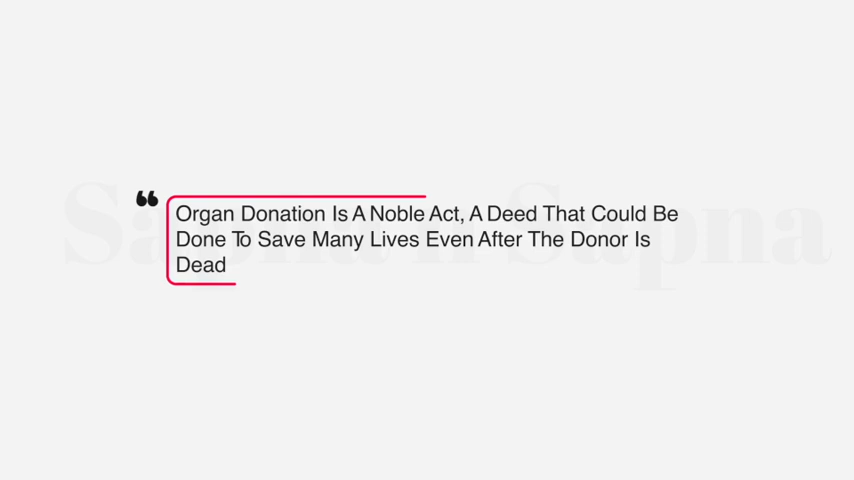 Organ Donation Is A Noble Act, A Deed That Could Be
Done To Save Many Lives Even After The Donor Is
Dead